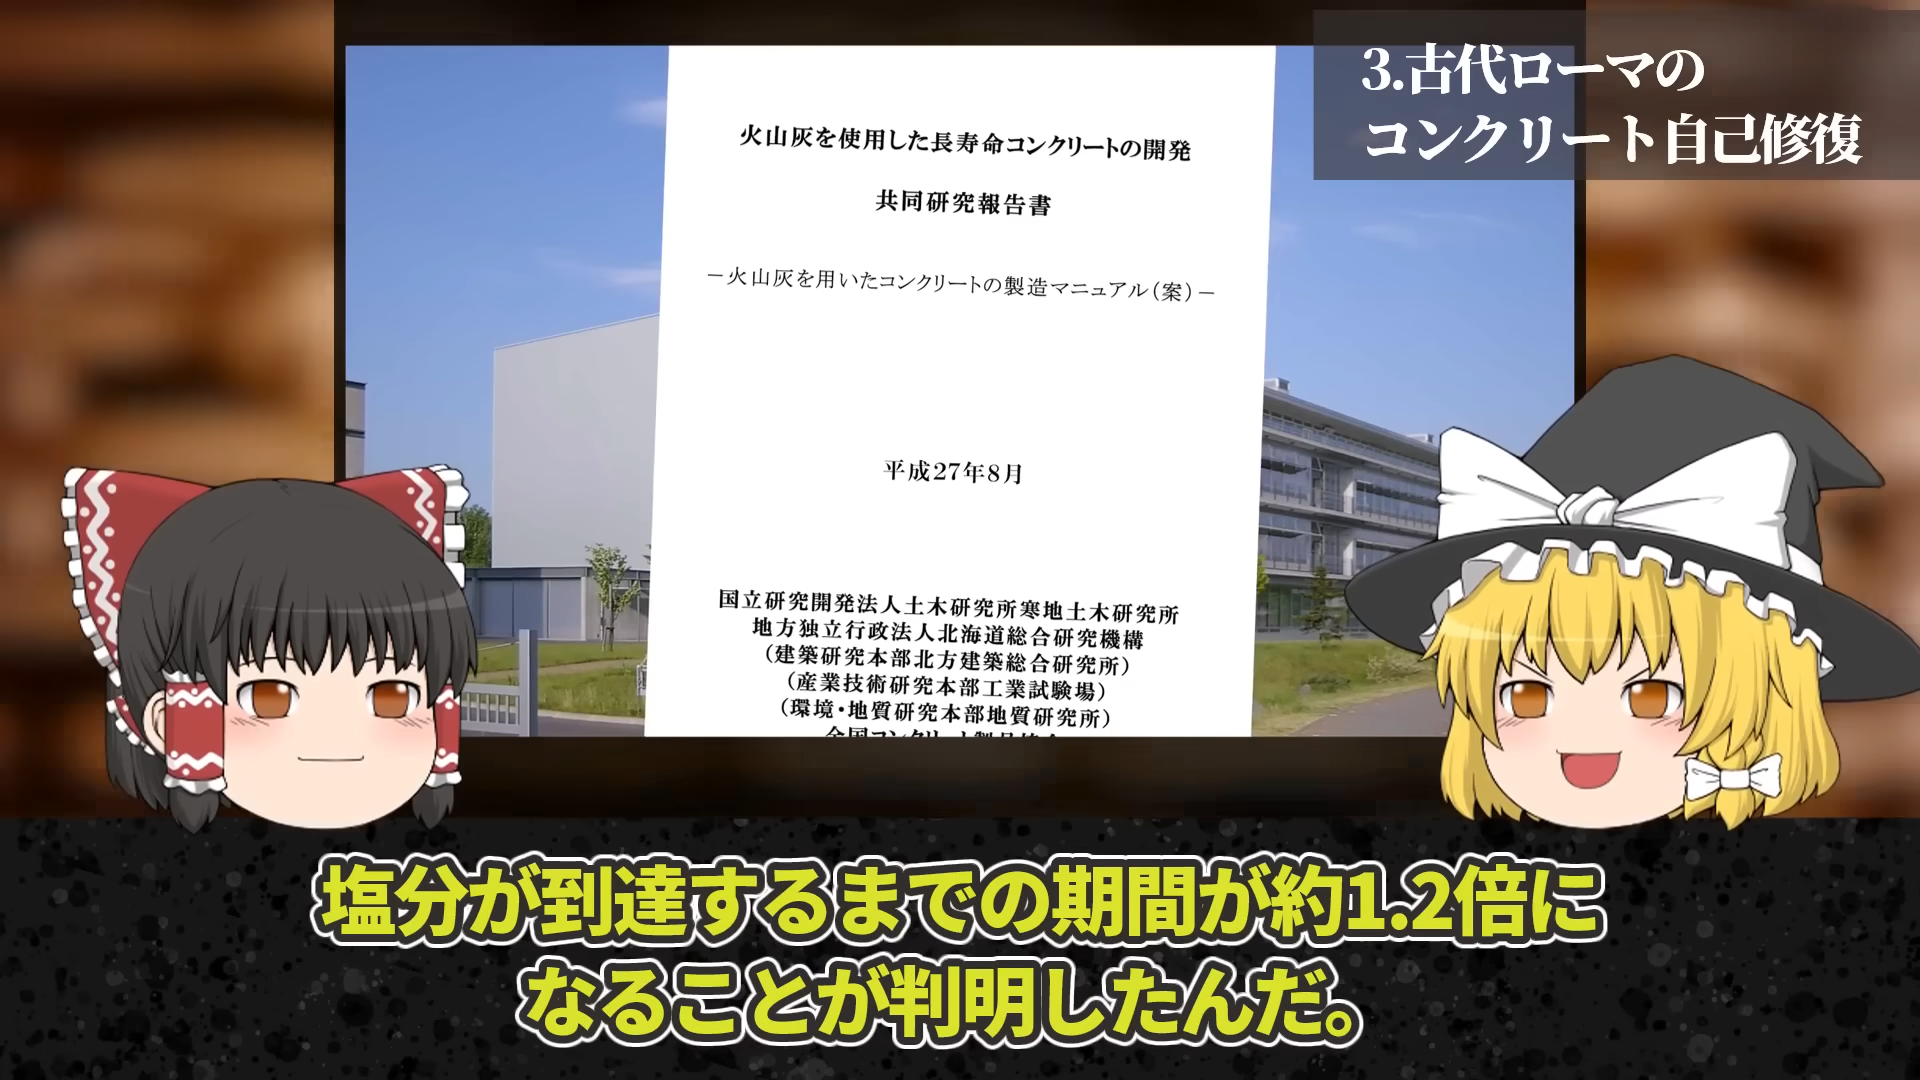 3.古代ローマの
コンクリート自己修復
火山灰を使用した長寿命コンクリートの開発
共同研究報告書
－火山灰を用いたコンクリートの製造マニュアル(案)－
平成27年8月
国立研究開発法人土木研究所寒地土木研究所
地方独立行政法人北海道総合研究機構
(建築研究本部北方建築総合研究所)
(産業技術研究本部工業試験場)
(環境・地質研究本部地質研究所)
塩分が到達するまでの期間が約1.2倍に
なることが判明したんだ。